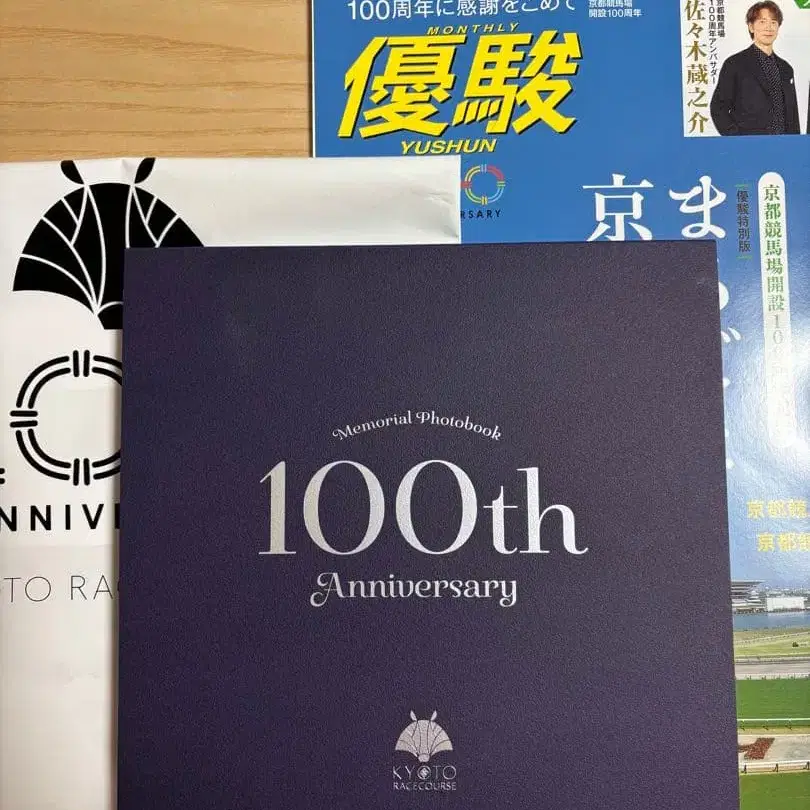 100周年に感謝をこめて
京都競馬場
開設100周年
MONTHLY
優駿
YUSHUN
京都競馬場
100周年アンバサダー
佐々木蔵之介
RSARY
優駿特別版
京都競馬場開設10
ま
京
京都競
京都
NNIVE
OTO RA
Memorial Photobook
100th
Anniversary
KYOTO
RACECOURSE